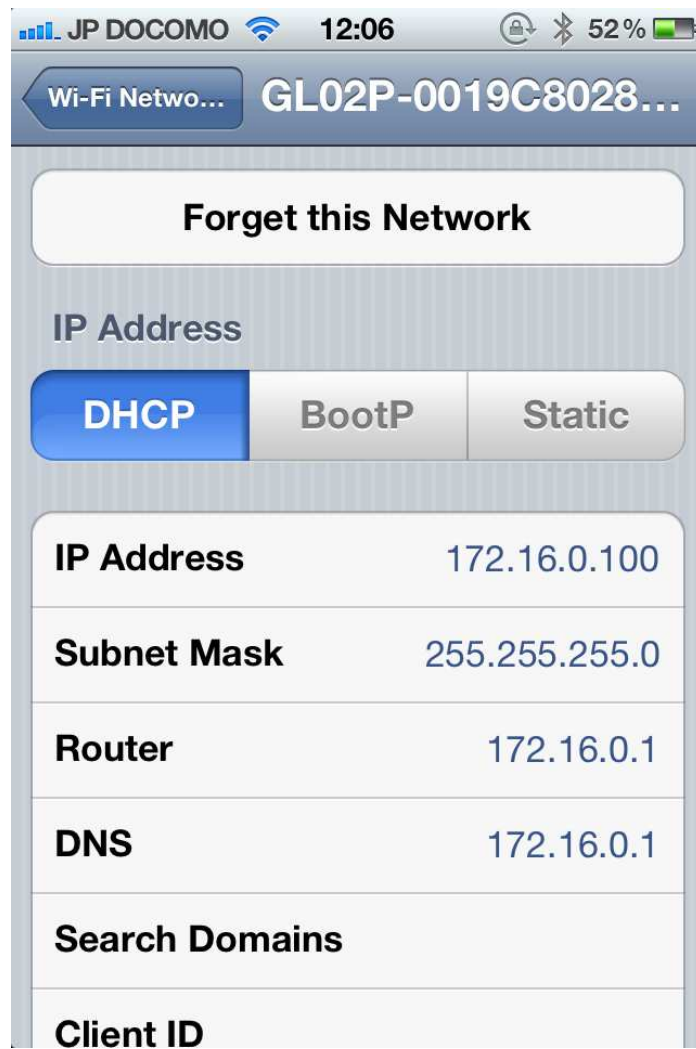 JP DOCOMO 12:06 52%
Wi-Fi Netwo... GL02P-0019C8028...
Forget this Network
IP Address
DHCP BootP Static
IP Address 172.16.0.100
Subnet Mask 255.255.255.0
Router 172.16.0.1
DNS 172.16.0.1
Search Domains
Client ID